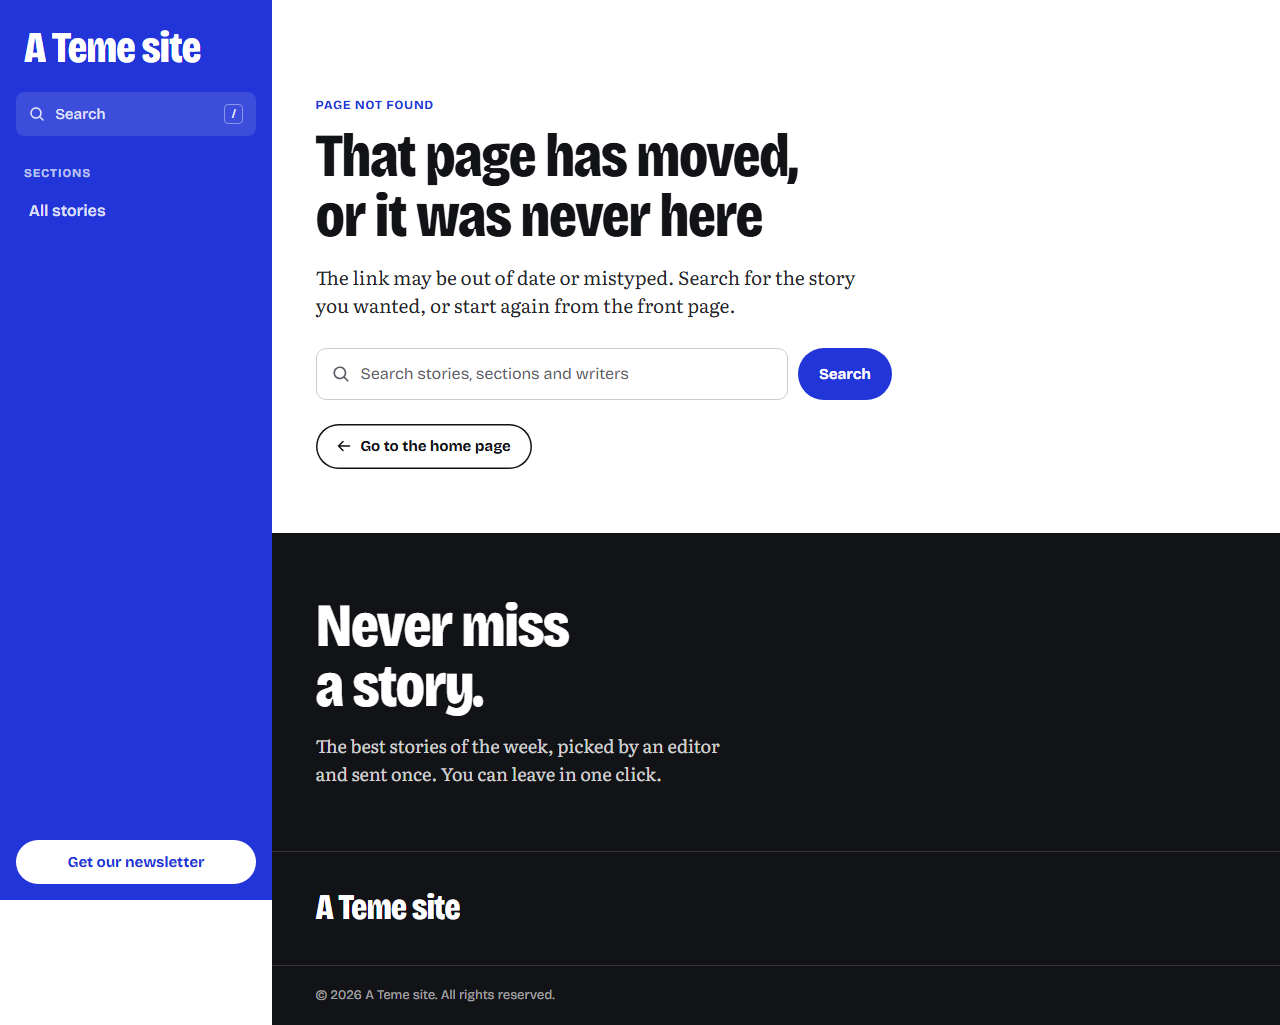 A Teme site
Search /
SECTIONS
All stories
Get our newsletter
PAGE NOT FOUND
That page has moved,
or it was never here
The link may be out of date or mistyped. Search for the story
you wanted, or start again from the front page.
Search stories, sections and writers
Search
Go to the home page
Never miss
a story.
The best stories of the week, picked by an editor
and sent once. You can leave in one click.
A Teme site
© 2026 A Teme site. All rights reserved.